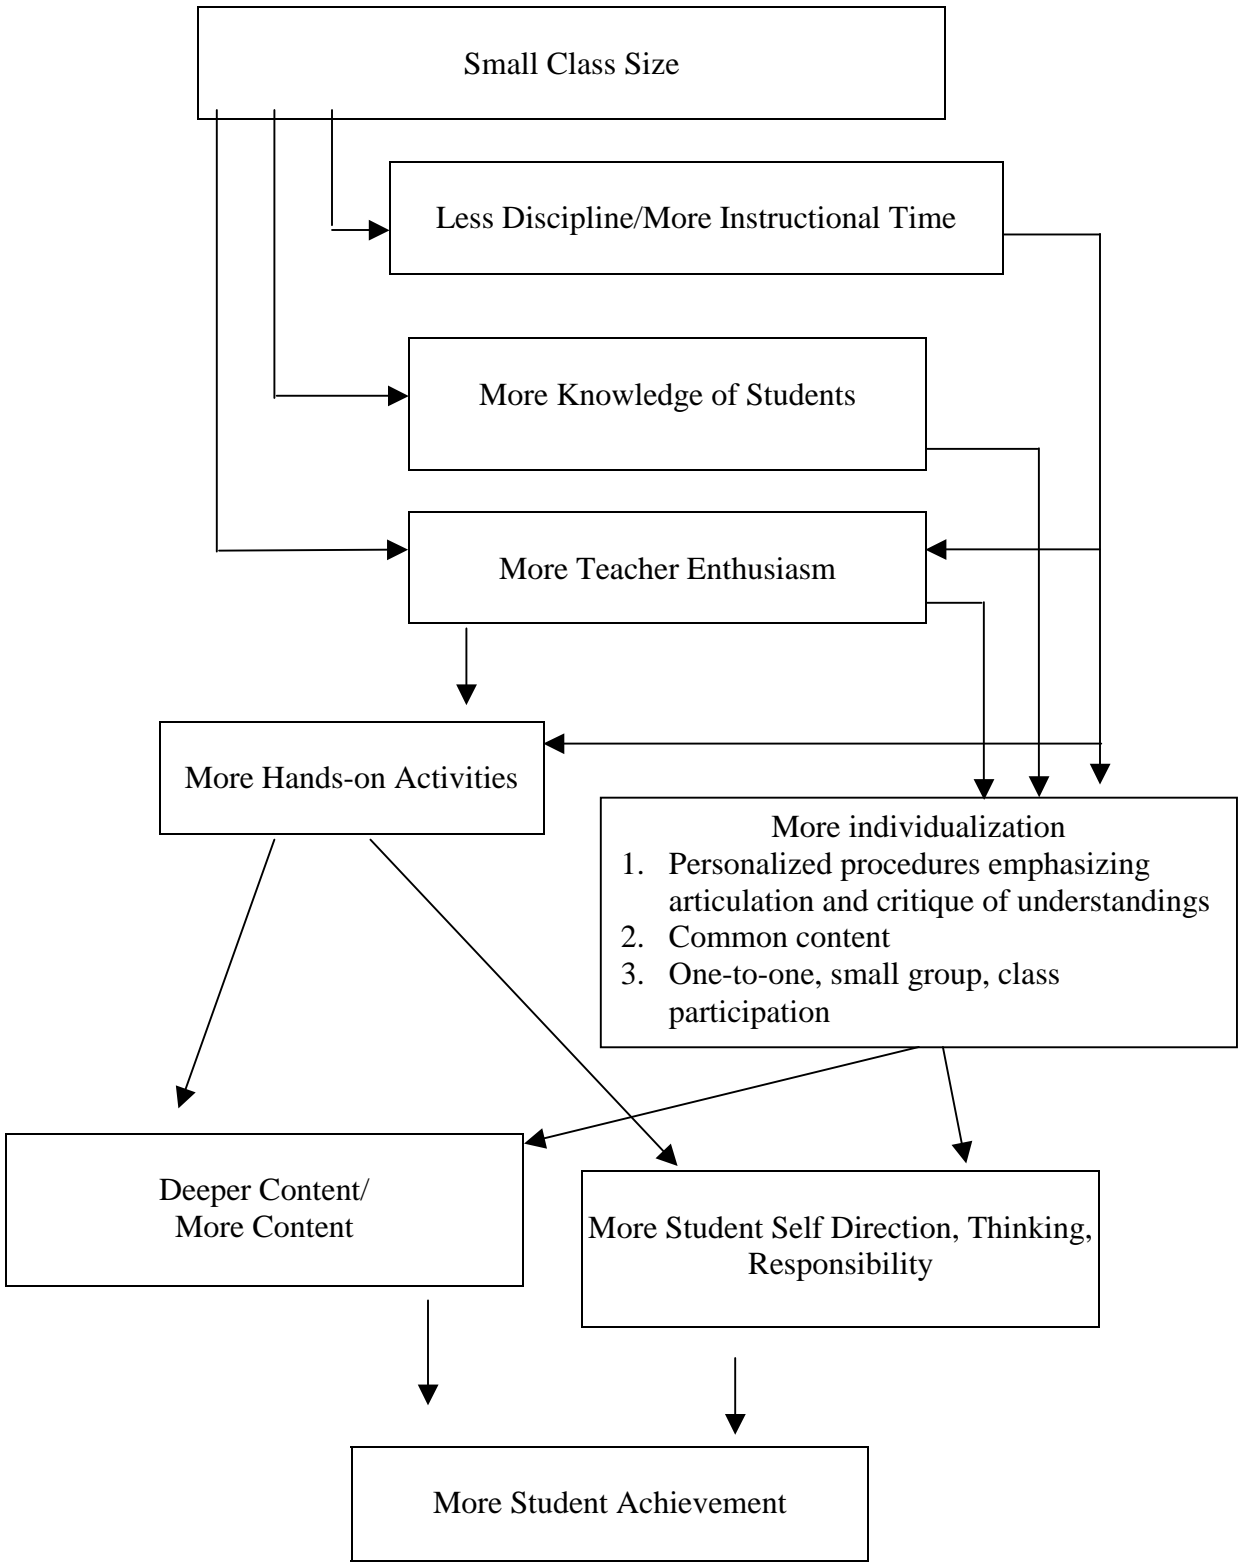 Small Class Size
Less Discipline/More Instructional Time
More Knowledge of Students
More Teacher Enthusiasm
More Hands-on Activities
More individualization
1. Personalized procedures emphasizing
articulation and critique of understandings
2. Common content
3. One-to-one, small group, class
participation
Deeper Content/
More Content
More Student Self Direction, Thinking,
Responsibility
More Student Achievement